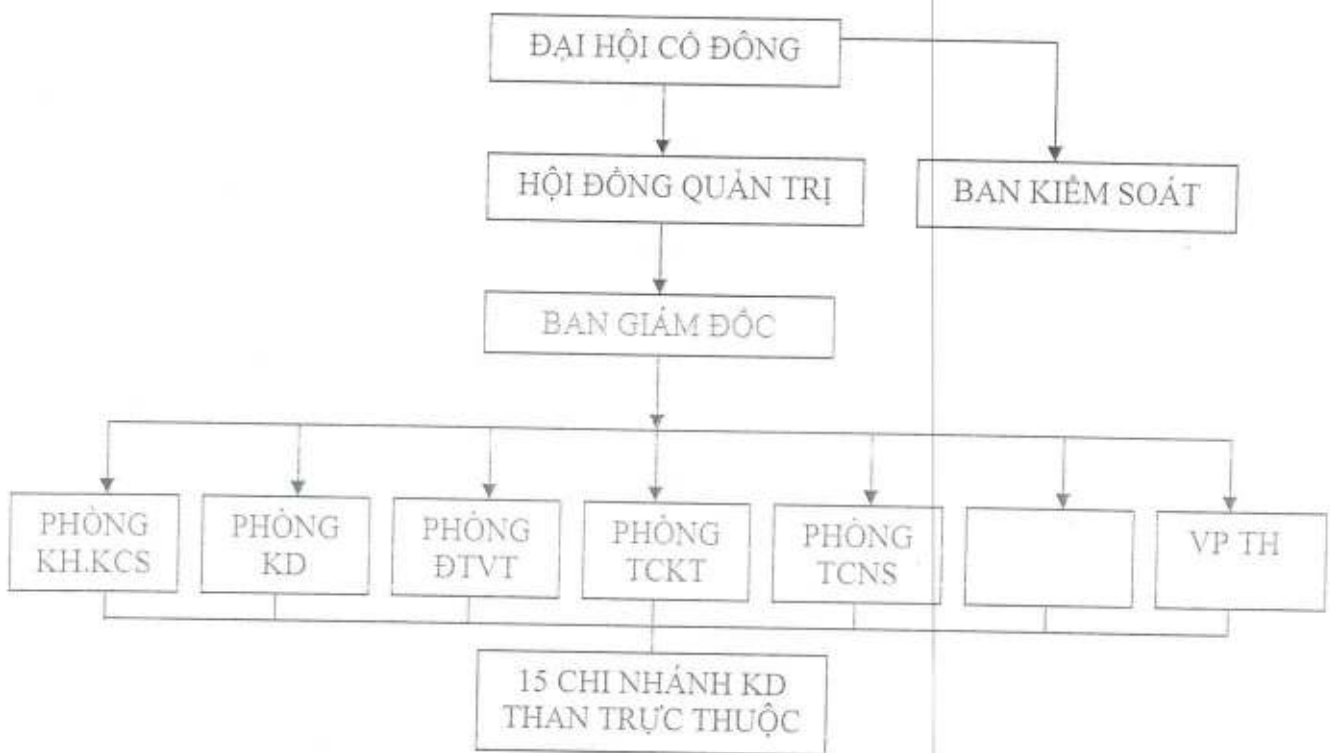 ĐẠI HỘI CỔ ĐÔNG
HỘI ĐỒNG QUẢN TRỊ
BAN KIỂM SOÁT
BAN GIÁM ĐỐC
PHÒNG
KH.KCS
PHÒNG
KD
PHÒNG
ĐTVT
PHÒNG
TCKT
PHÒNG
TCNS
VP TH
15 CHI NHÁNH KD
THAN TRỰC THUỘC